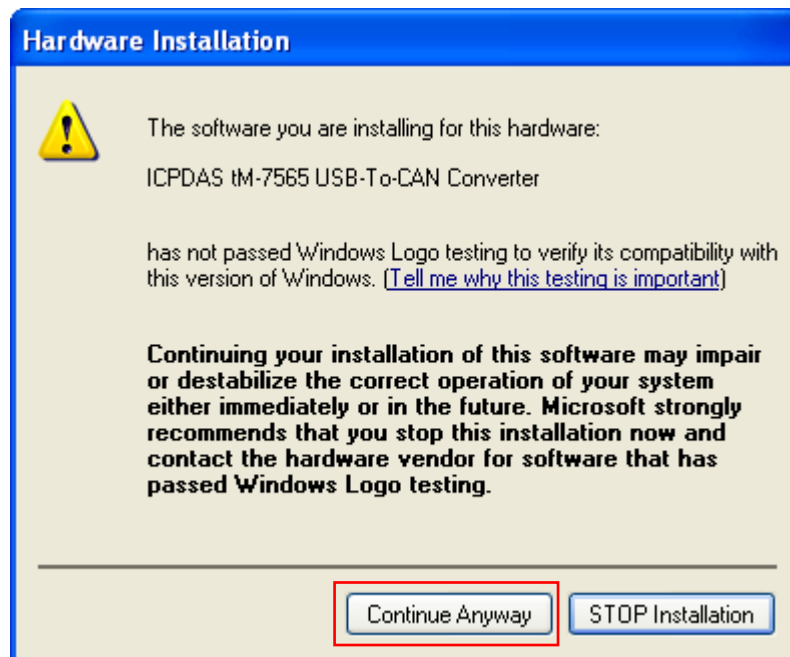 Hardware Installation
The software you are installing for this hardware:
ICPDAS tM-7565 USB-To-CAN Converter
has not passed Windows Logo testing to verify its compatibility with
this version of Windows. (Tell me why this testing is important)
Continuing your installation of this software may impair
or destabilize the correct operation of your system
either immediately or in the future. Microsoft strongly
recommends that you stop this installation now and
contact the hardware vendor for software that has
passed Windows Logo testing.
Continue Anyway
STOP Installation